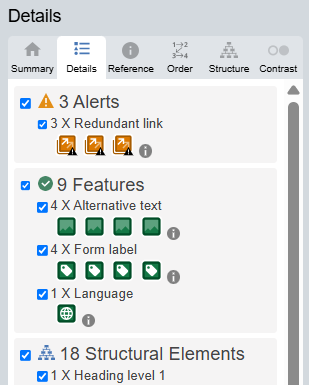 Details
Summary Details Reference Order Structure Contrast
3 Alerts
3 X Redundant link
9 Features
4 X Alternative text
4 X Form label
1 X Language
18 Structural Elements
1 X Heading level 1